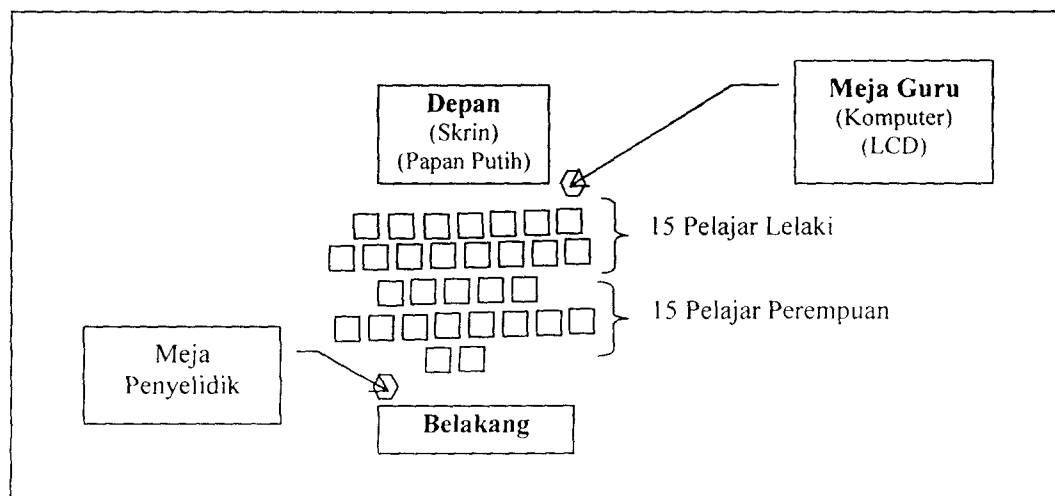 Depan
(Skrin)
(Papan Putih)
Meja Guru
(Komputer)
(LCD)
15 Pelajar Lelaki
15 Pelajar Perempuan
Meja
Penyelidik
Belakang